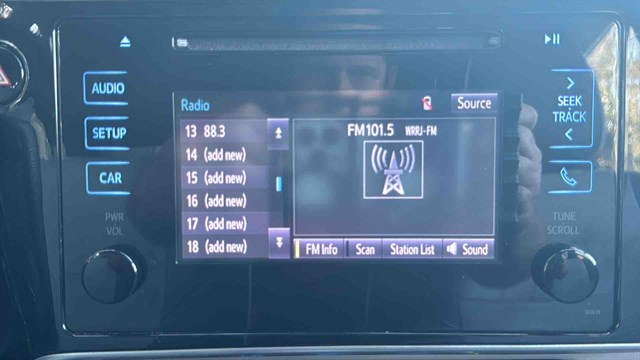 AUDIO
SETUP
CAR
PWR
VOL
Radio
Source
13 88.3
14 (add new)
15 (add new)
16 (add new)
17 (add new)
18 (add new)
FM101.5 WRRJ-FM
FM Info
Scan
Station List
Sound
SEEK
TRACK
TUNE
SCROLL